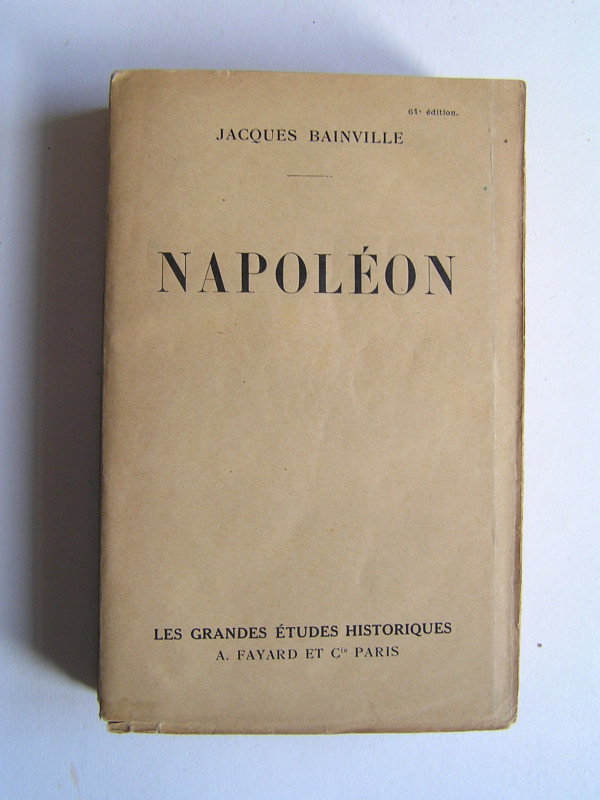 61e édition.
JACQUES BAINVILLE
NAPOLÉON
LES GRANDES ÉTUDES HISTORIQUES
A. FAYARD ET Cie PARIS